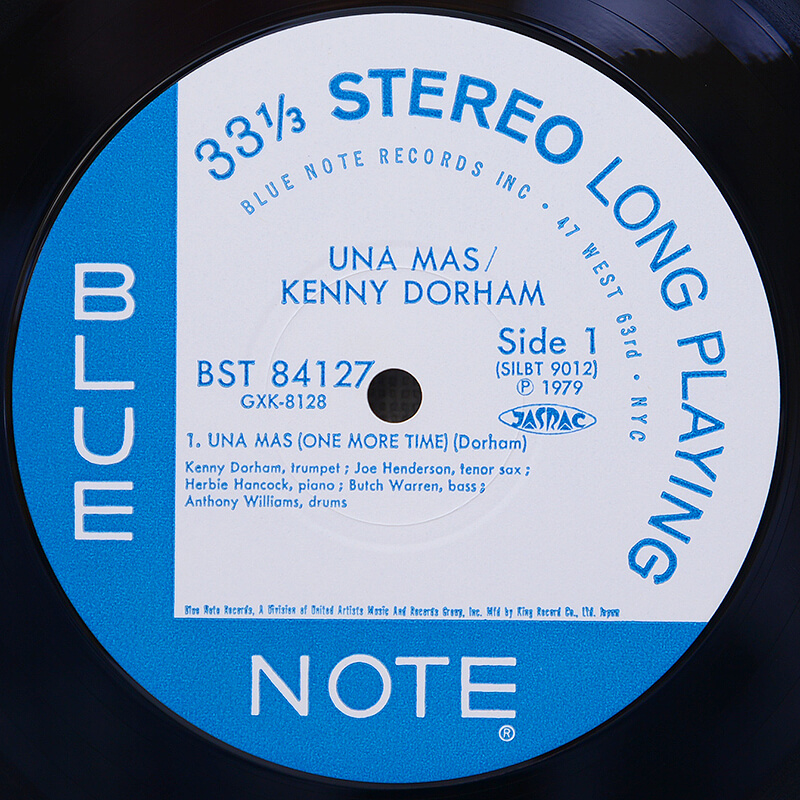 33⅓ STEREO LONG PLAYING
BLUE NOTE RECORDS INC • 47 WEST 63rd • NYC
UNA MAS/
KENNY DORHAM
Side 1
BST 84127
(SILBT 9012)
GXK-8128
℗ 1979
JASRAC
1. UNA MAS (ONE MORE TIME) (Dorham)
Kenny Dorham, trumpet ; Joe Henderson, tenor sax ;
Herbie Hancock, piano ; Butch Warren, bass ;
Anthony Williams, drums
Blue Note Records, A Division of United Artists Music And Records Group, Inc. Mfd by King Record Co., Ltd. Japan
BLUE
NOTE
®